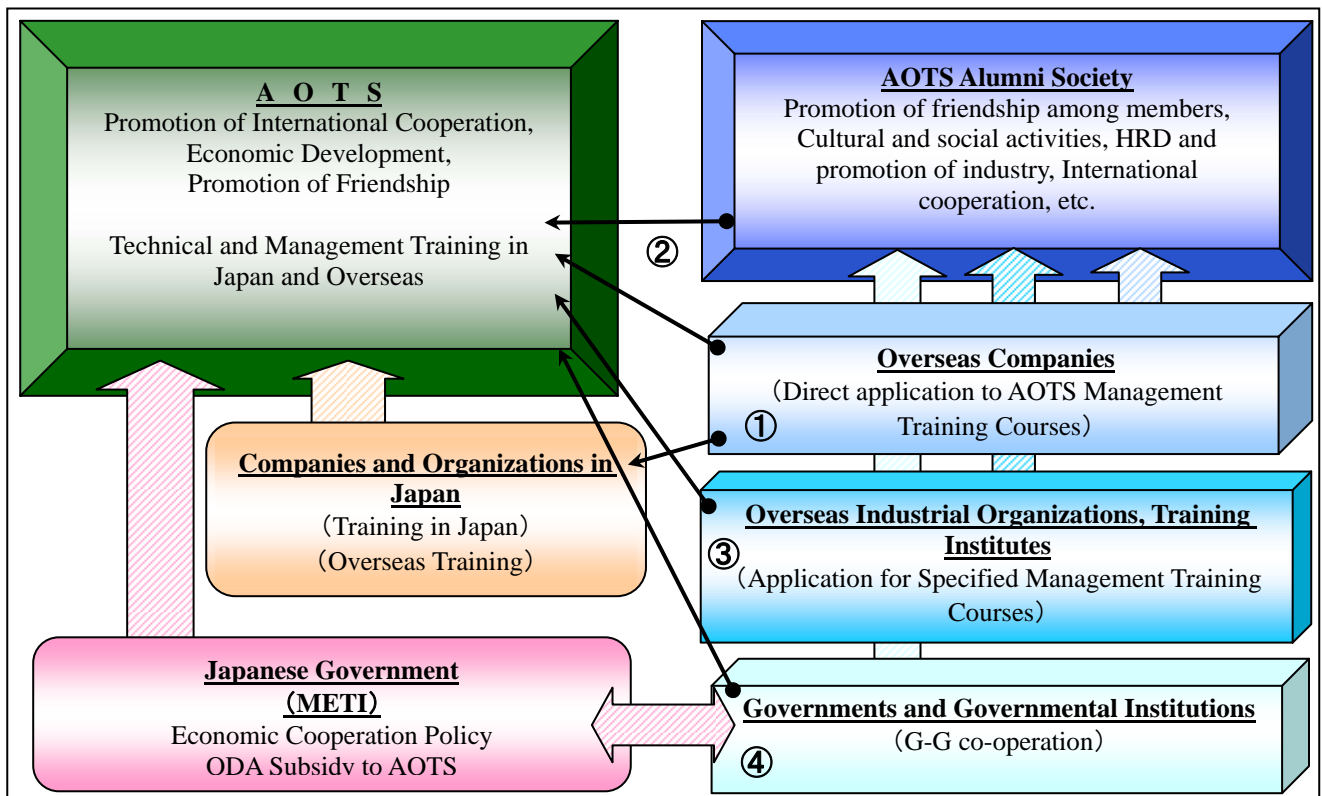 A O T S
Promotion of International Cooperation,
Economic Development,
Promotion of Friendship
Technical and Management Training in
Japan and Overseas
AOTS Alumni Society
Promotion of friendship among members,
Cultural and social activities, HRD and
promotion of industry, International
cooperation, etc.
②
Overseas Companies
（Direct application to AOTS Management
Training Courses）
①
Companies and Organizations in
Japan
（Training in Japan）
（Overseas Training）
Overseas Industrial Organizations, Training
Institutes
（Application for Specified Management Training
Courses）
③
Japanese Government
（METI）
Economic Cooperation Policy
ODA Subsidy to AOTS
Governments and Governmental Institutions
（G-G co-operation）
④